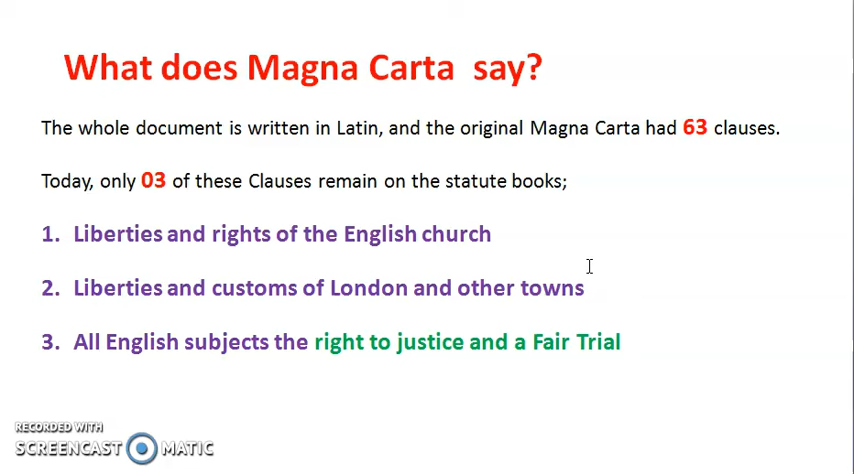 What does Magna Carta say?
The whole document is written in Latin, and the original Magna Carta had 63 clauses.
Today, only 03 of these Clauses remain on the statute books;
1. Liberties and rights of the English church
2. Liberties and customs of London and other towns
3. All English subjects the right to justice and a Fair Trial
RECORDED WITH
SCREENCAST MATIC